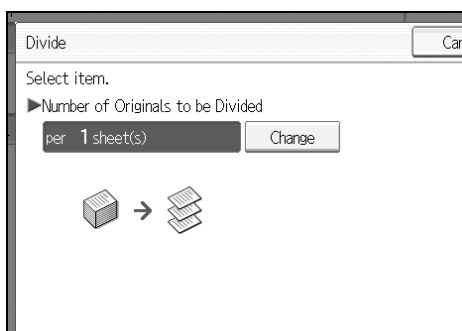 Divide
Select item.
▶Number of Originals to be Divided
per 1 sheet(s)
Change